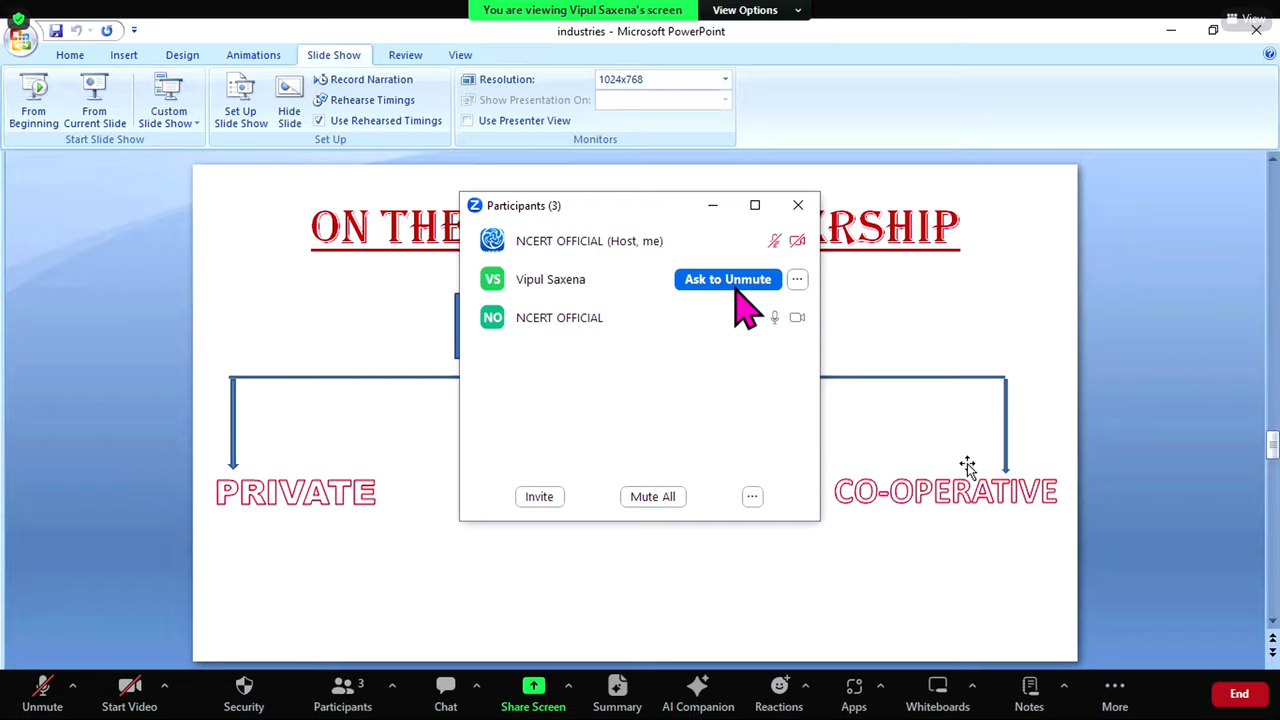 You are viewing Vipul Saxena's screen
View Options
View
industries - Microsoft PowerPoint
Home Insert Design Animations Slide Show Review View
From Beginning
From Current Slide
Custom Slide Show
Start Slide Show
Set Up Slide Show
Hide Slide
Record Narration
Rehearse Timings
Use Rehearsed Timings
Set Up
Resolution: 1024x768
Show Presentation On:
Use Presenter View
Monitors
ON THE
Participants (3)
NCERT OFFICIAL (Host, me)
VS Vipul Saxena Ask to Unmute
NO NCERT OFFICIAL
Invite Mute All
PRIVATE
CO-OPERATIVE
Unmute Start Video Security Participants 3 Chat Share Screen Summary AI Companion Reactions Apps Whiteboards Notes More End